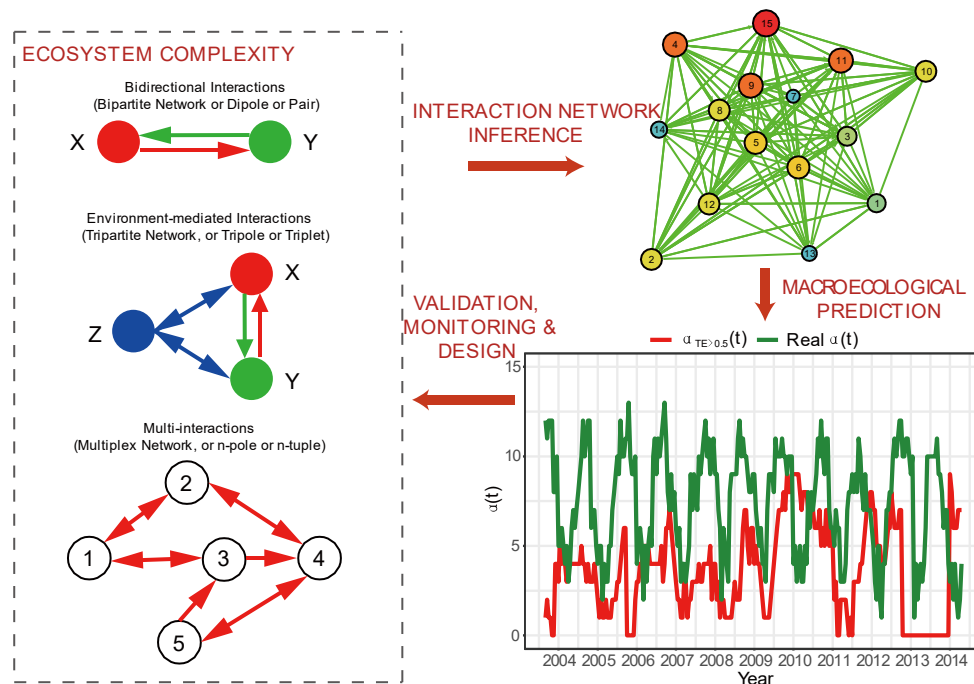 ECOSYSTEM COMPLEXITY
Bidirectional Interactions
(Bipartite Network or Dipole or Pair)
X
Y
Environment-mediated Interactions
(Tripartite Network, or Tripole or Triplet)
X
Z
Y
Multi-interactions
(Multiplex Network, or n-pole or n-tuple)
2
1
3
4
5
INTERACTION NETWORK
INFERENCE
15
4
11
10
9
7
8
14
3
5
6
12
1
13
2
MACROECOLOGICAL
PREDICTION
VALIDATION,
MONITORING &
DESIGN
α TE>0.5(t) Real α(t)
15
10
5
0
α(t)
2004 2005 2006 2007 2008 2009 2010 2011 2012 2013 2014
Year